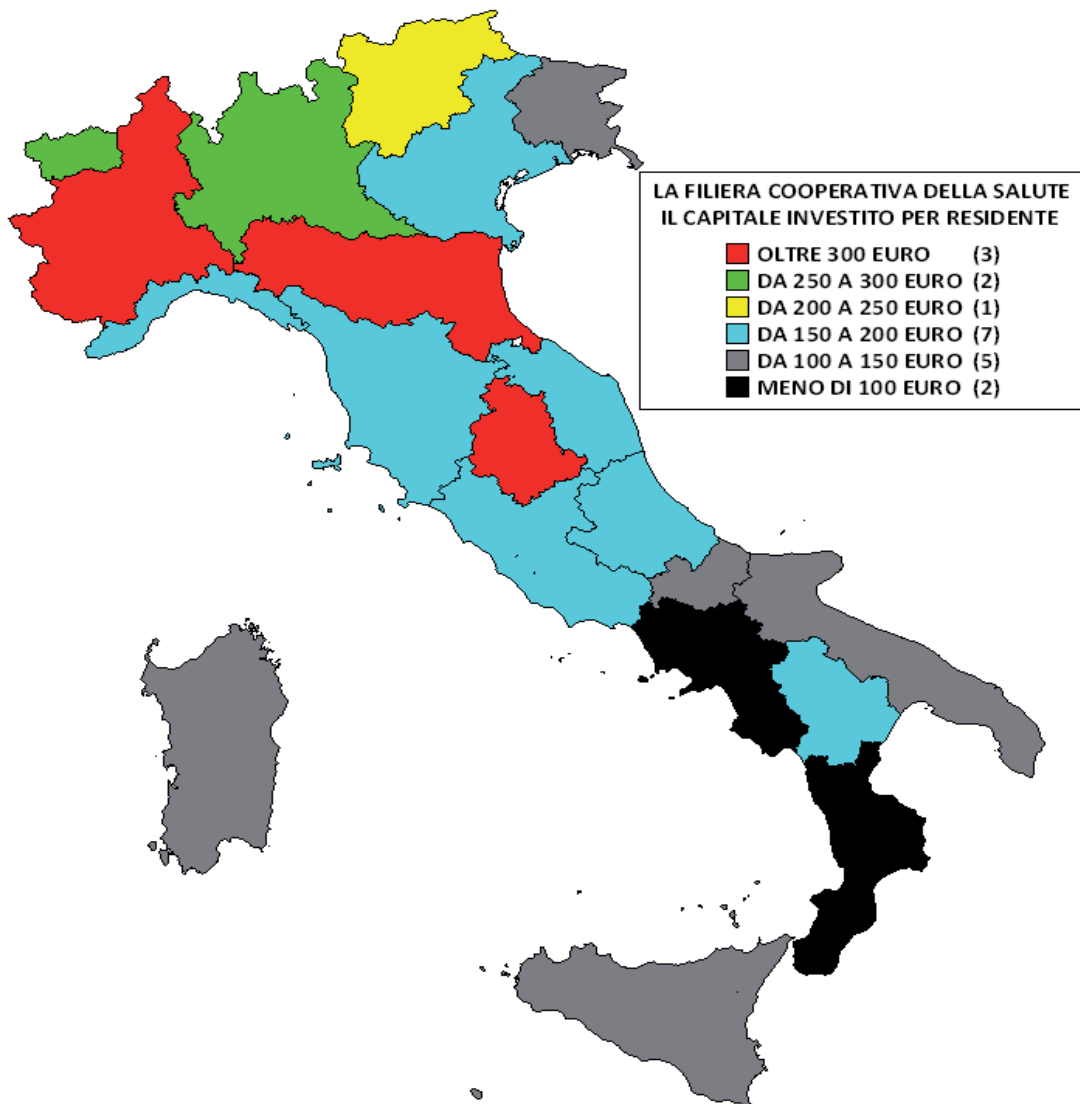 LA FILIERA COOPERATIVA DELLA SALUTE
IL CAPITALE INVESTITO PER RESIDENTE
OLTRE 300 EURO (3)
DA 250 A 300 EURO (2)
DA 200 A 250 EURO (1)
DA 150 A 200 EURO (7)
DA 100 A 150 EURO (5)
MENO DI 100 EURO (2)